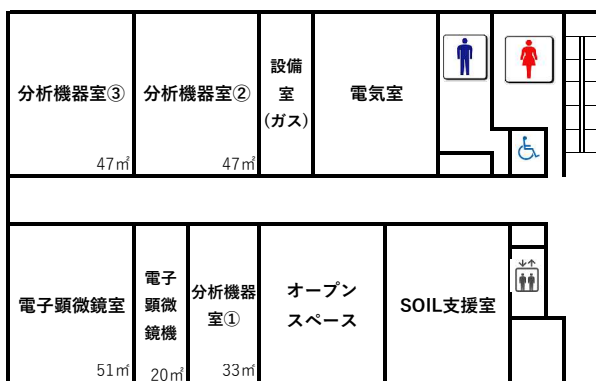 分析機器室③
47㎡
分析機器室②
47㎡
設備
室
(ガス)
電気室
電子顕微鏡室
51㎡
電子
顕微
鏡機
20㎡
分析機器
室①
33㎡
オープン
スペース
SOIL支援室